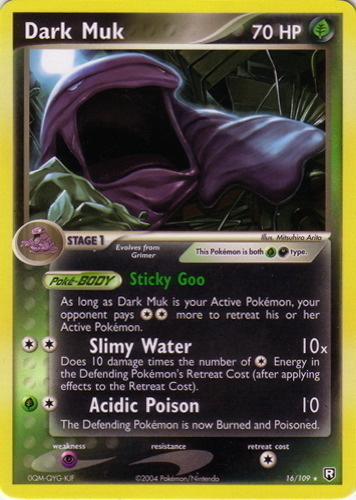 Dark Muk 70 HP
Illus. Mitsuhiro Arita
STAGE 1
Evolves from
Grimer
This Pokémon is both type.
Poké-BODY Sticky Goo
As long as Dark Muk is your Active Pokémon, your
opponent pays more to retreat his or her
Active Pokémon.
Slimy Water 10x
Does 10 damage times the number of Energy in
the Defending Pokémon's Retreat Cost (after applying
effects to the Retreat Cost).
Acidic Poison 10
The Defending Pokémon is now Burned and Poisoned.
weakness resistance retreat cost
0QM-QYG-KJF ©2004 Pokémon/Nintendo 16/109 ★ R